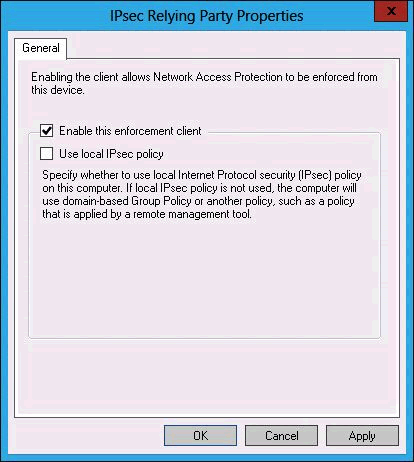 IPsec Relying Party Properties
x
General
Enabling the client allows Network Access Protection to be enforced from
this device.
Enable this enforcement client
Use local IPsec policy
Specify whether to use local Internet Protocol security (IPsec) policy
on this computer. If local IPsec policy is not used, the computer will
use domain-based Group Policy or another policy, such as a policy
that is applied by a remote management tool.
OK
Cancel
Apply